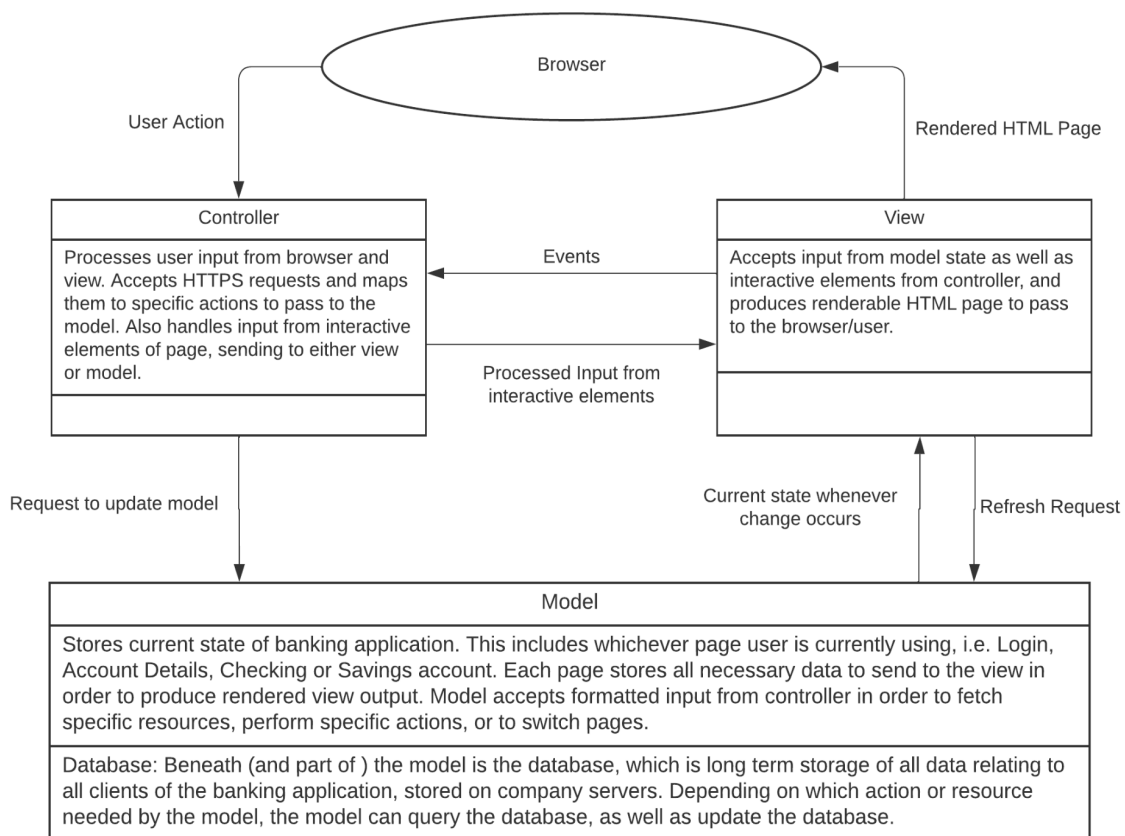 Browser
User Action
Rendered HTML Page
Controller
Processes user input from browser and
view. Accepts HTTPS requests and maps
them to specific actions to pass to the
model. Also handles input from interactive
elements of page, sending to either view
or model.
Events
Processed Input from
interactive elements
View
Accepts input from model state as well as
interactive elements from controller, and
produces renderable HTML page to pass
to the browser/user.
Request to update model
Current state whenever
change occurs
Refresh Request
Model
Stores current state of banking application. This includes whichever page user is currently using, i.e. Login,
Account Details, Checking or Savings account. Each page stores all necessary data to send to the view in
order to produce rendered view output. Model accepts formatted input from controller in order to fetch
specific resources, perform specific actions, or to switch pages.
Database: Beneath (and part of ) the model is the database, which is long term storage of all data relating to
all clients of the banking application, stored on company servers. Depending on which action or resource
needed by the model, the model can query the database, as well as update the database.